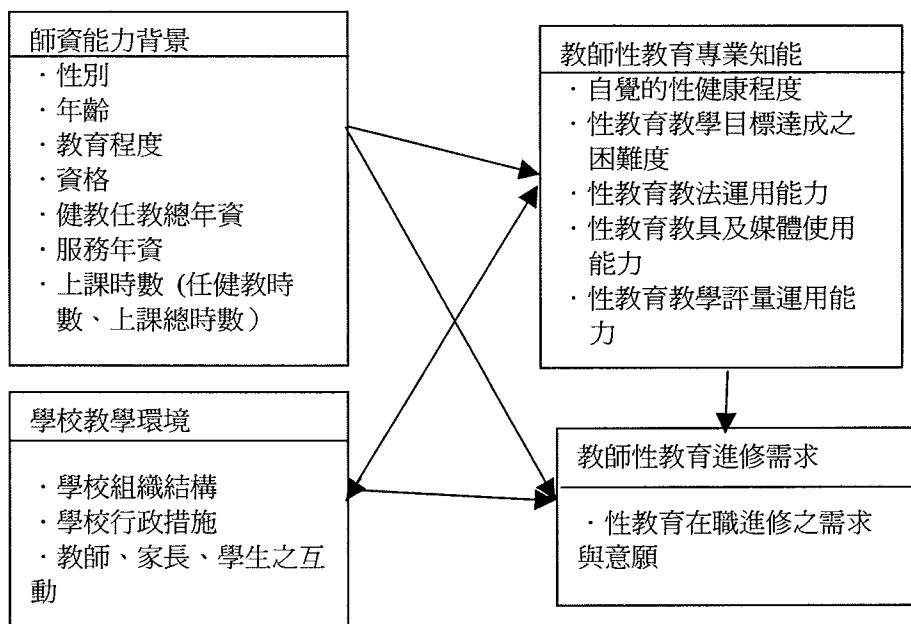 師資能力背景
·性別
·年齡
·教育程度
·資格
·健教任教總年資
·服務年資
·上課時數 (任健教時
數、上課總時數)
教師性教育專業知能
·自覺的性健康程度
·性教育教學目標達成之
困難度
·性教育教法運用能力
·性教育教具及媒體使用
能力
·性教育教學評量運用能
力
學校教學環境
·學校組織結構
·學校行政措施
·教師、家長、學生之互
動
教師性教育進修需求
·性教育在職進修之需求
與意願